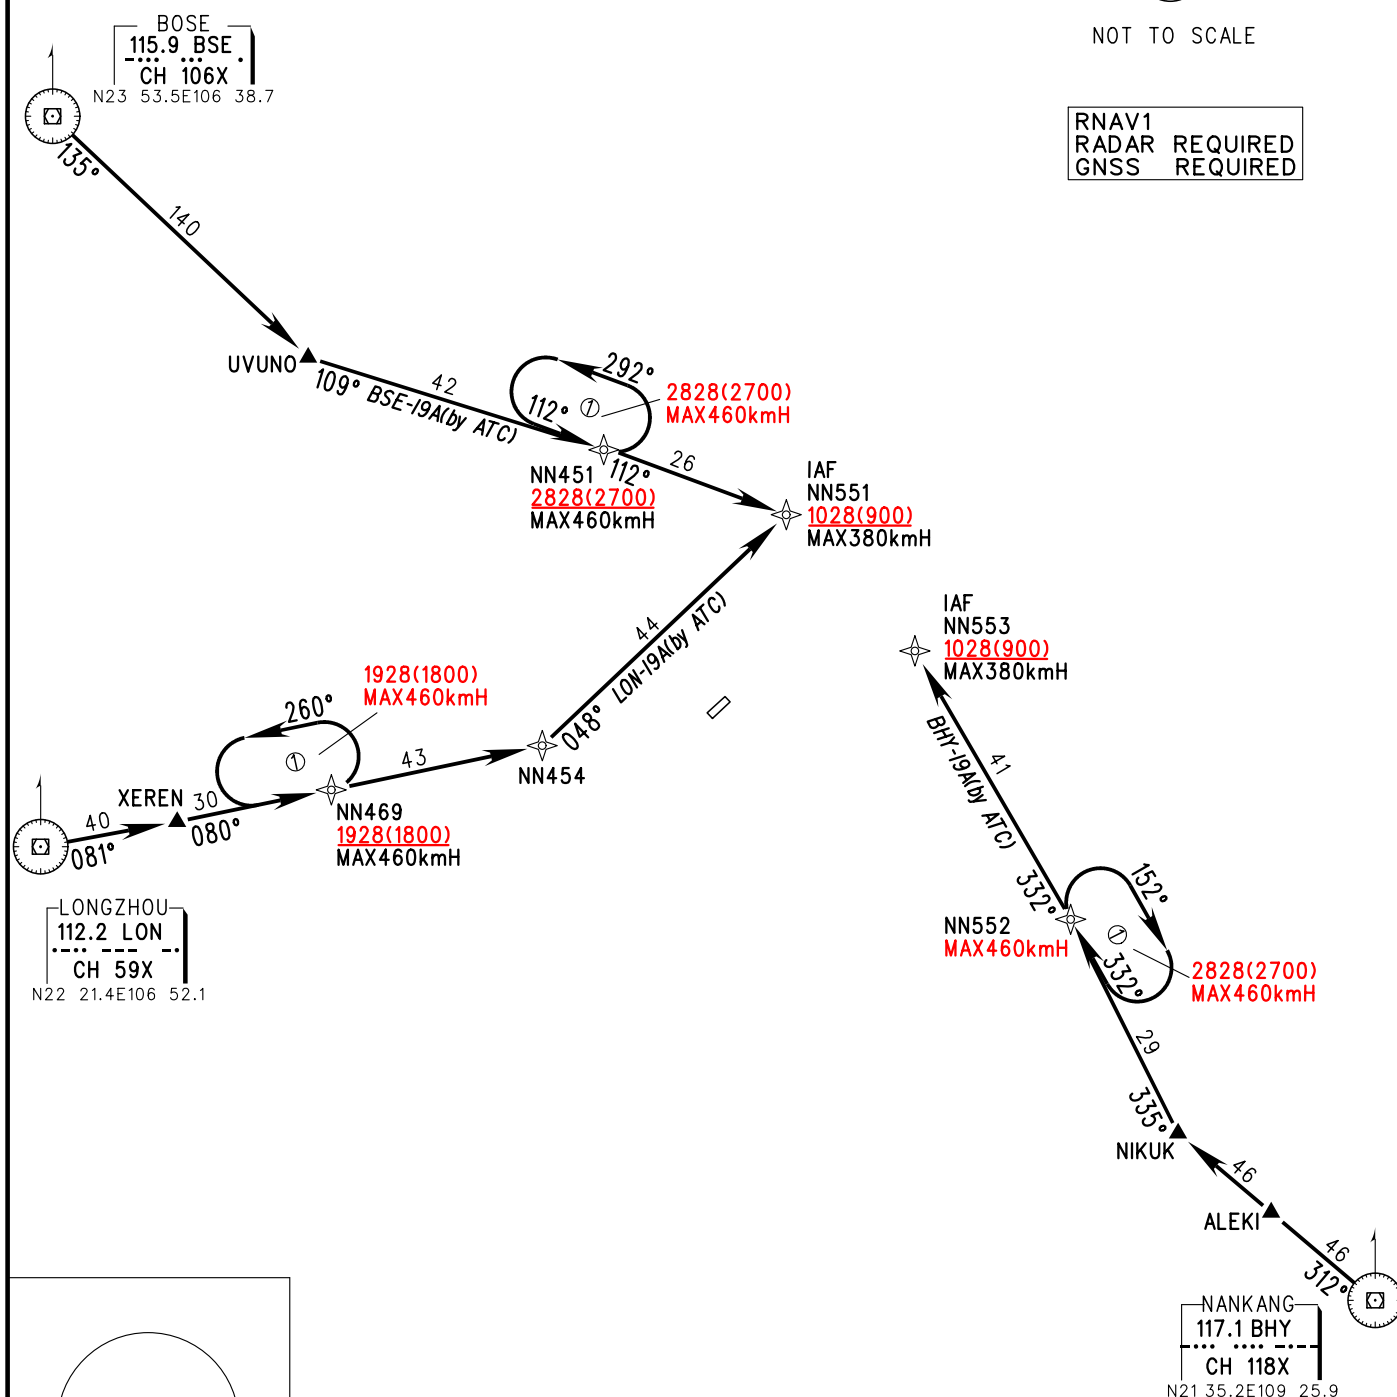 BOSE
115.9 BSE
CH 106X
N23 53.5E106 38.7
NOT TO SCALE
RNAV1
RADAR REQUIRED
GNSS REQUIRED
135°
140
UVUNO
109° BSE-19A(by ATC)
42
292°
112°
1
2828(2700)
MAX460kmH
NN451
2828(2700)
MAX460kmH
112°
26
IAF
NN551
1028(900)
MAX380kmH
IAF
NN553
1028(900)
MAX380kmH
44
048° LON-19A(by ATC)
1928(1800)
MAX460kmH
260°
1
43
NN454
XEREN
30
080°
NN469
1928(1800)
MAX460kmH
40
081°
LONGZHOU
112.2 LON
CH 59X
N22 21.4E106 52.1
41
BHY-19A(by ATC)
332°
152°
1
332°
NN552
MAX460kmH
2828(2700)
MAX460kmH
29
335°
NIKUK
46
ALEKI
46
312°
NANKANG
117.1 BHY
CH 118X
N21 35.2E109 25.9